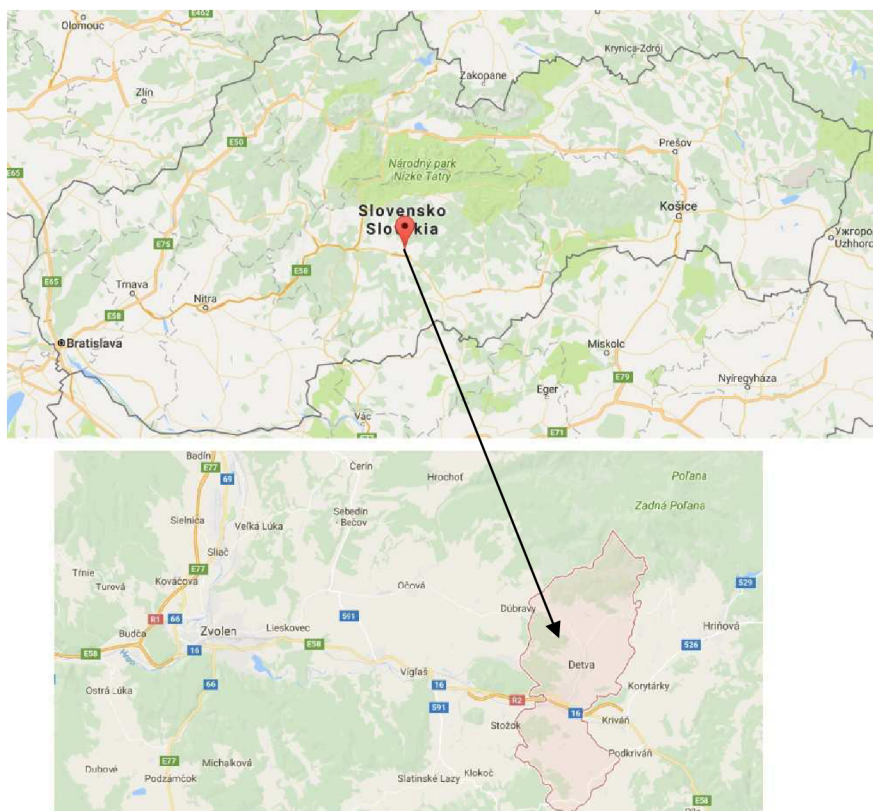 Olomouc
E462
Krynica-Zdrój
Zakopane
Zlín
E50
Prešov
E65
Národný park
Nízke Tatry
Slovensko
Slovakia
Košice
E75
E58
Ужгород
Uzhhorod
E65
Trnava
Nitra
E58
Bratislava
Miskolc
E79
Nyíregyháza
Eger
Vác
E77
E71
Badín
E77
69
Čerín
Hrochoť
Poľana
Zadná Poľana
Sielnica
Veľká Lúka
Sebedín
- Bečov
Sliač
E77
Tŕnie
Turová
Kováčová
Očová
S29
Dúbravy
R1
66
S91
Hriňová
Budča
Zvolen
Lieskovec
E58
S26
E58
16
Detva
Hron
Vígľaš
16
Korytárky
Ostrá Lúka
66
R2
16
S91
Stožok
Kriváň
E77
Podkriváň
Dubové
Michalková
Klokoč
Podzámčok
Slatinské Lazy
E58